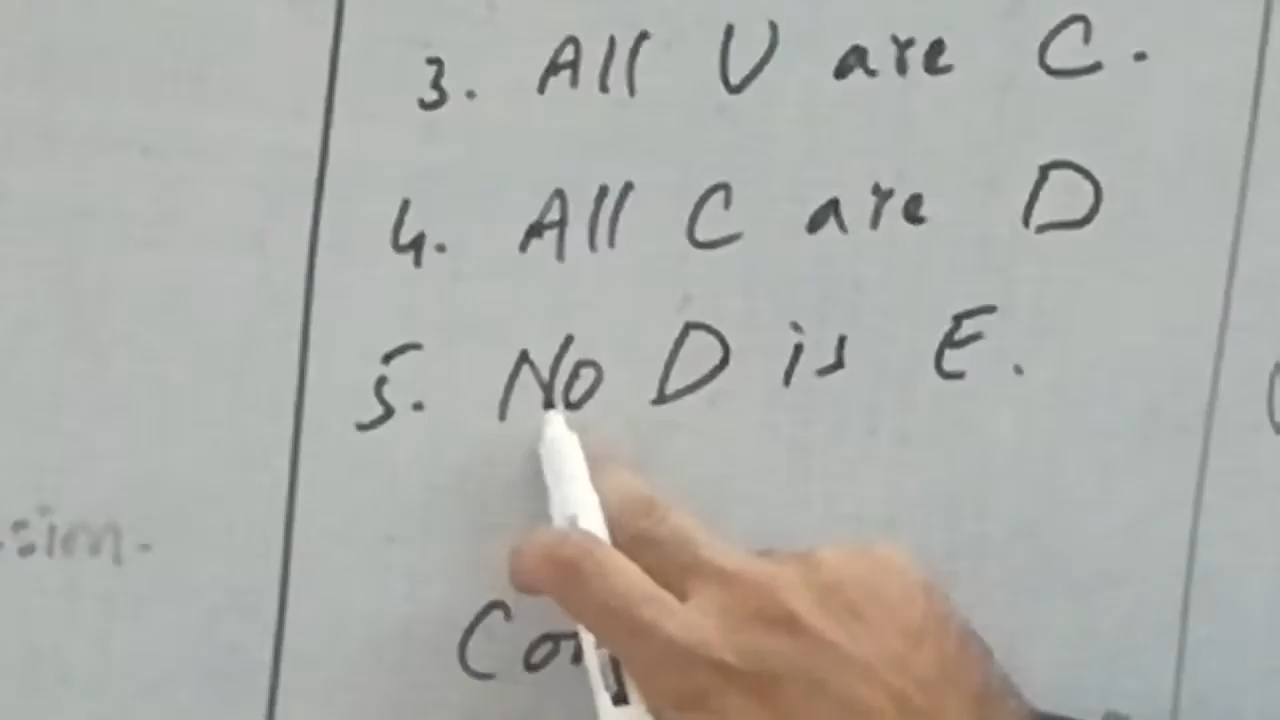 3. All U are C.
4. All C are D
5. No D is E.